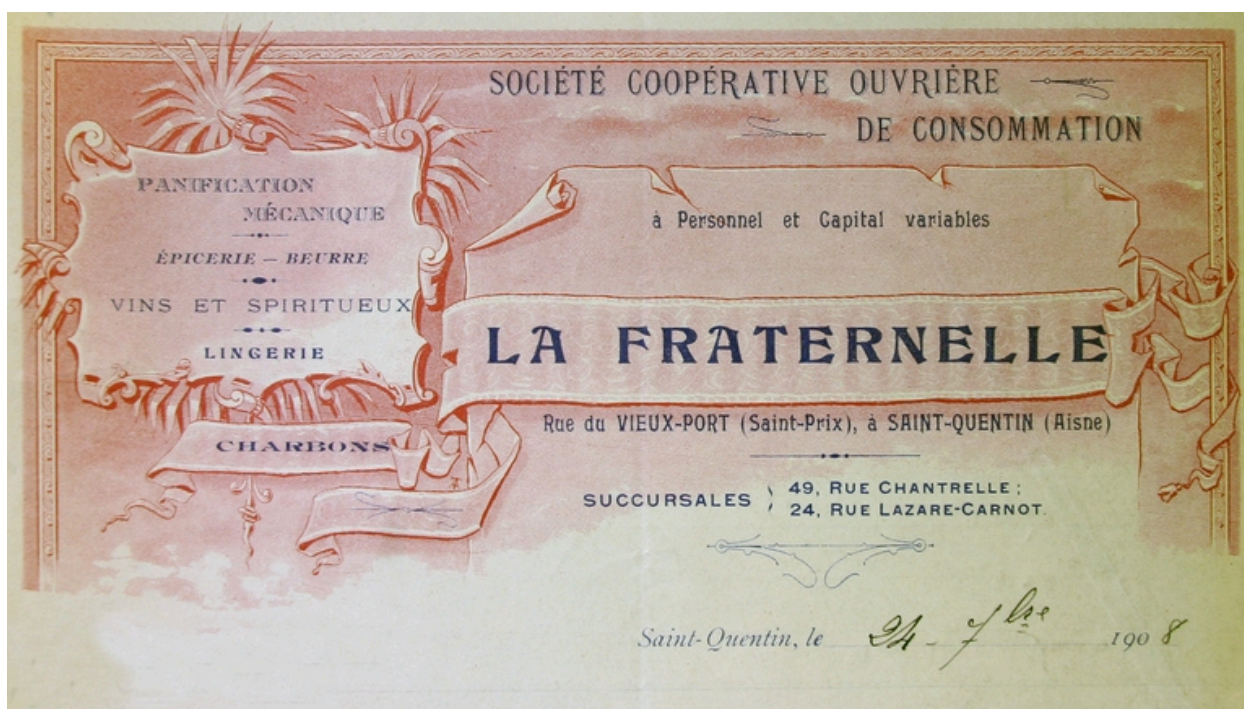 SOCIÉTÉ COOPÉRATIVE OUVRIÈRE
DE CONSOMMATION
PANIFICATION
MÉCANIQUE
ÉPICERIE – BEURRE
VINS ET SPIRITUEUX
LINGERIE
CHARBONS
à Personnel et Capital variables
LA FRATERNELLE
Rue du VIEUX-PORT (Saint-Prix), à SAINT-QUENTIN (Aisne)
SUCCURSALES } 49, RUE CHANTRELLE ;
24, RUE LAZARE-CARNOT.
Saint-Quentin, le 24 - 7bre 1908